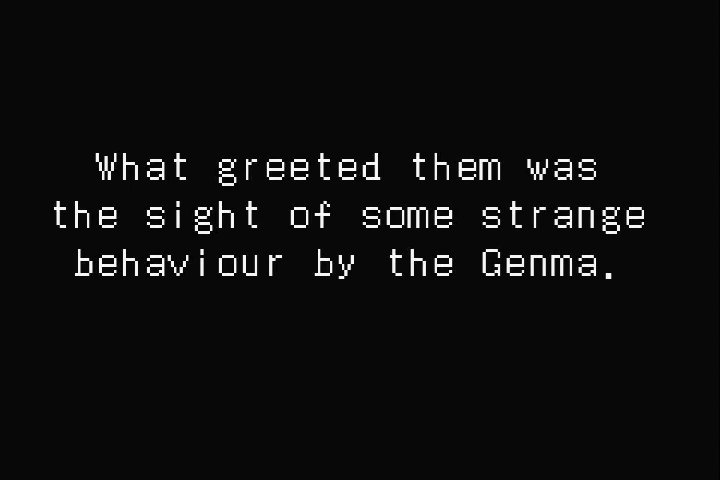 What greeted them was
the sight of some strange
behaviour by the Genma.